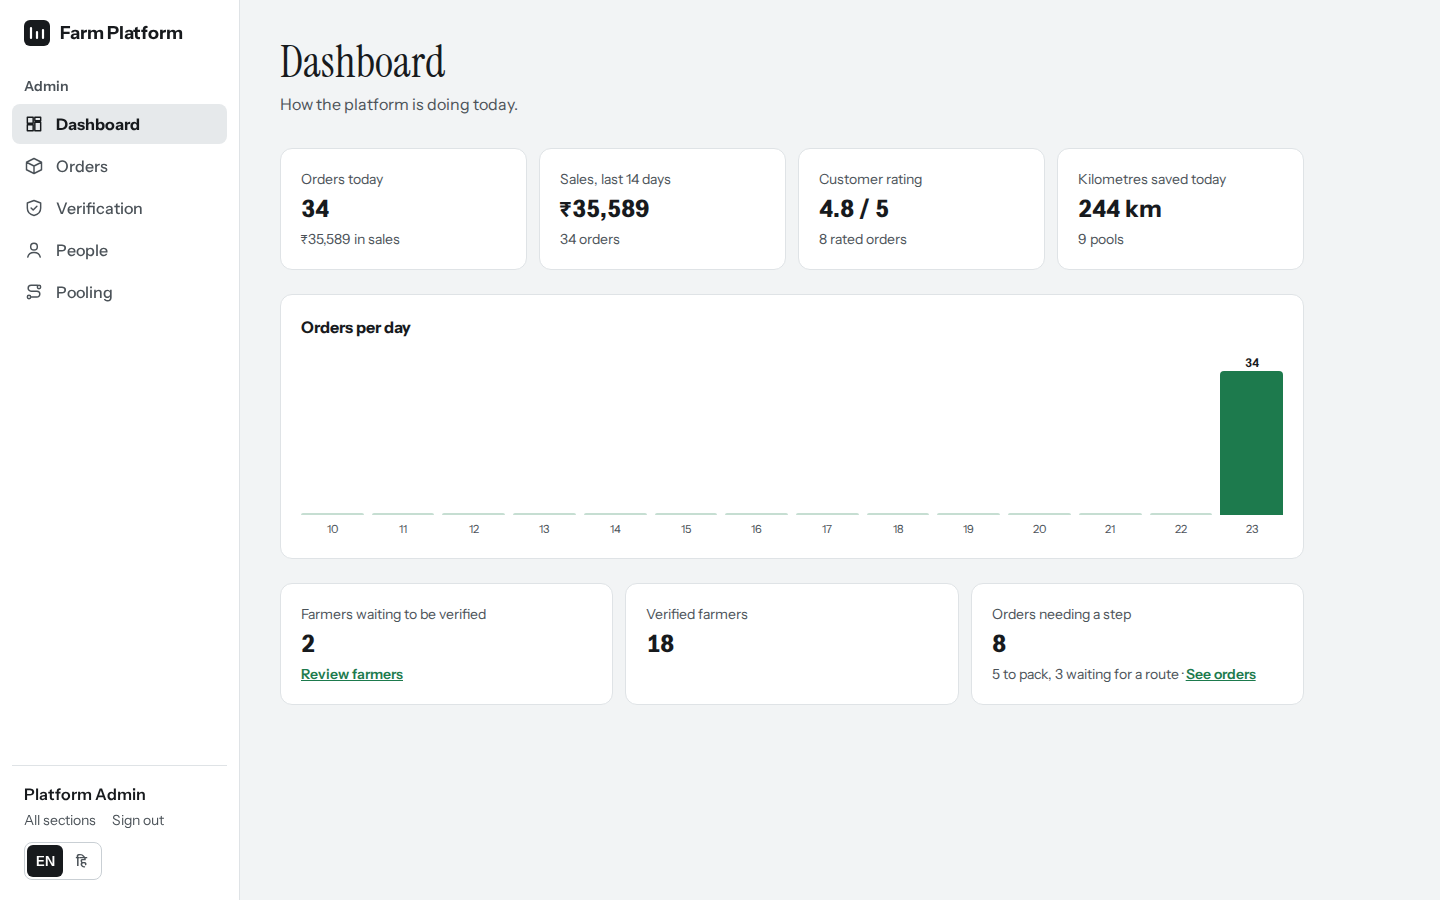 Farm Platform
Admin
Dashboard
Orders
Verification
People
Pooling
Platform Admin
All sections Sign out
EN हि
Dashboard
How the platform is doing today.
Orders today
34
₹35,589 in sales
Sales, last 14 days
₹35,589
34 orders
Customer rating
4.8 / 5
8 rated orders
Kilometres saved today
244 km
9 pools
Orders per day
34
10 11 12 13 14 15 16 17 18 19 20 21 22 23
Farmers waiting to be verified
2
Review farmers
Verified farmers
18
Orders needing a step
8
5 to pack, 3 waiting for a route · See orders